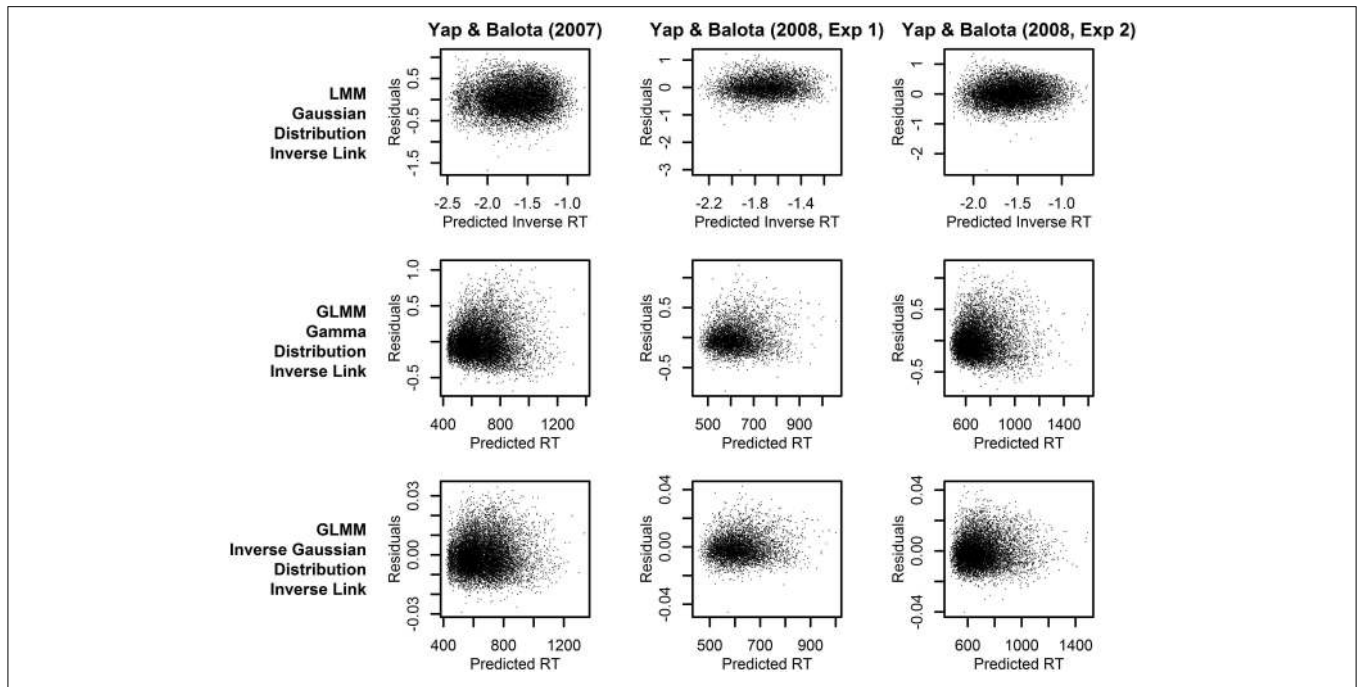 Yap & Balota (2007)
Yap & Balota (2008, Exp 1)
Yap & Balota (2008, Exp 2)
LMM
Gaussian
Distribution
Inverse Link
Residuals
0.5
-0.5
-1.5
-2.5 -2.0 -1.5 -1.0
Predicted Inverse RT
Residuals
1
0
-1
-2
-3
-2.2 -1.8 -1.4
Predicted Inverse RT
Residuals
1
0
-1
-2
-2.0 -1.5 -1.0
Predicted Inverse RT
GLMM
Gamma
Distribution
Inverse Link
Residuals
1.0
0.5
-0.5
400 800 1200
Predicted RT
Residuals
0.5
-0.5
500 700 900
Predicted RT
Residuals
0.5
-0.5
600 1000 1400
Predicted RT
GLMM
Inverse Gaussian
Distribution
Inverse Link
Residuals
0.03
0.00
-0.03
400 800 1200
Predicted RT
Residuals
0.04
0.00
-0.04
500 700 900
Predicted RT
Residuals
0.04
0.00
-0.04
600 1000 1400
Predicted RT